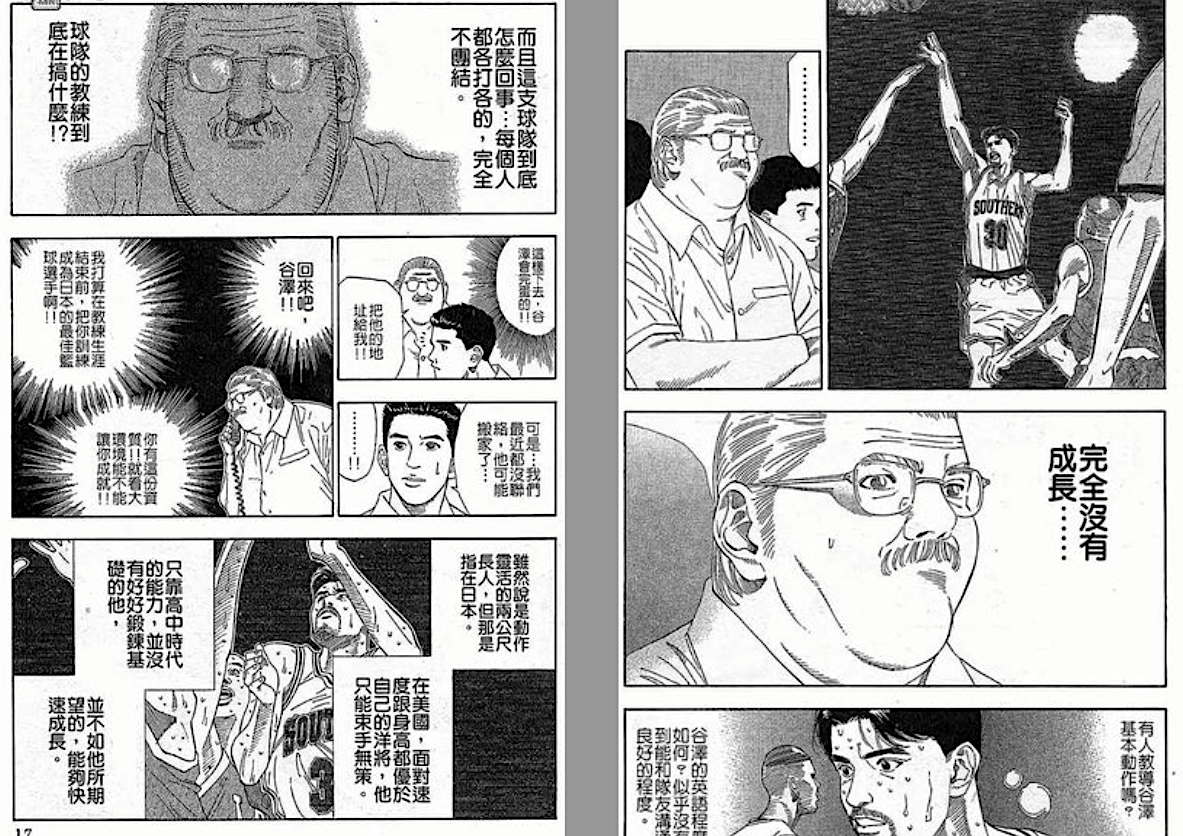 SOUTHER
30
………
完全沒有
成長……
有人教導谷澤
基本動作嗎?
谷澤的英語程度
如何?似乎沒有
到能和隊友溝通
良好的程度。
而且這支球隊到底
怎麼回事…每個人
都各打各的,完全
不團結。
球隊的教練到
底在搞什麼!?
這樣下去,谷
澤會完蛋的!!
把他的地
址給我!!
可是…我們
最近都沒聯
絡,他可能
搬家了…
……!!
回來吧,
谷澤!!
我打算在教練生涯
結束前,把你訓練
成為日本的最佳籃
球選手啊!!
你有這份資
質!!就看大
環境能不能
讓你成就!!
雖然說是動作
靈活的兩公尺
長人,但那是
指在日本。
在美國,面對速
度跟身高都優於
自己的洋將,他
只能束手無策。
SOUT
3
只靠高中時代
的能力,並沒
有好好鍛鍊基
礎的他,
並不如他所期
望的,能夠快
速成長。
17